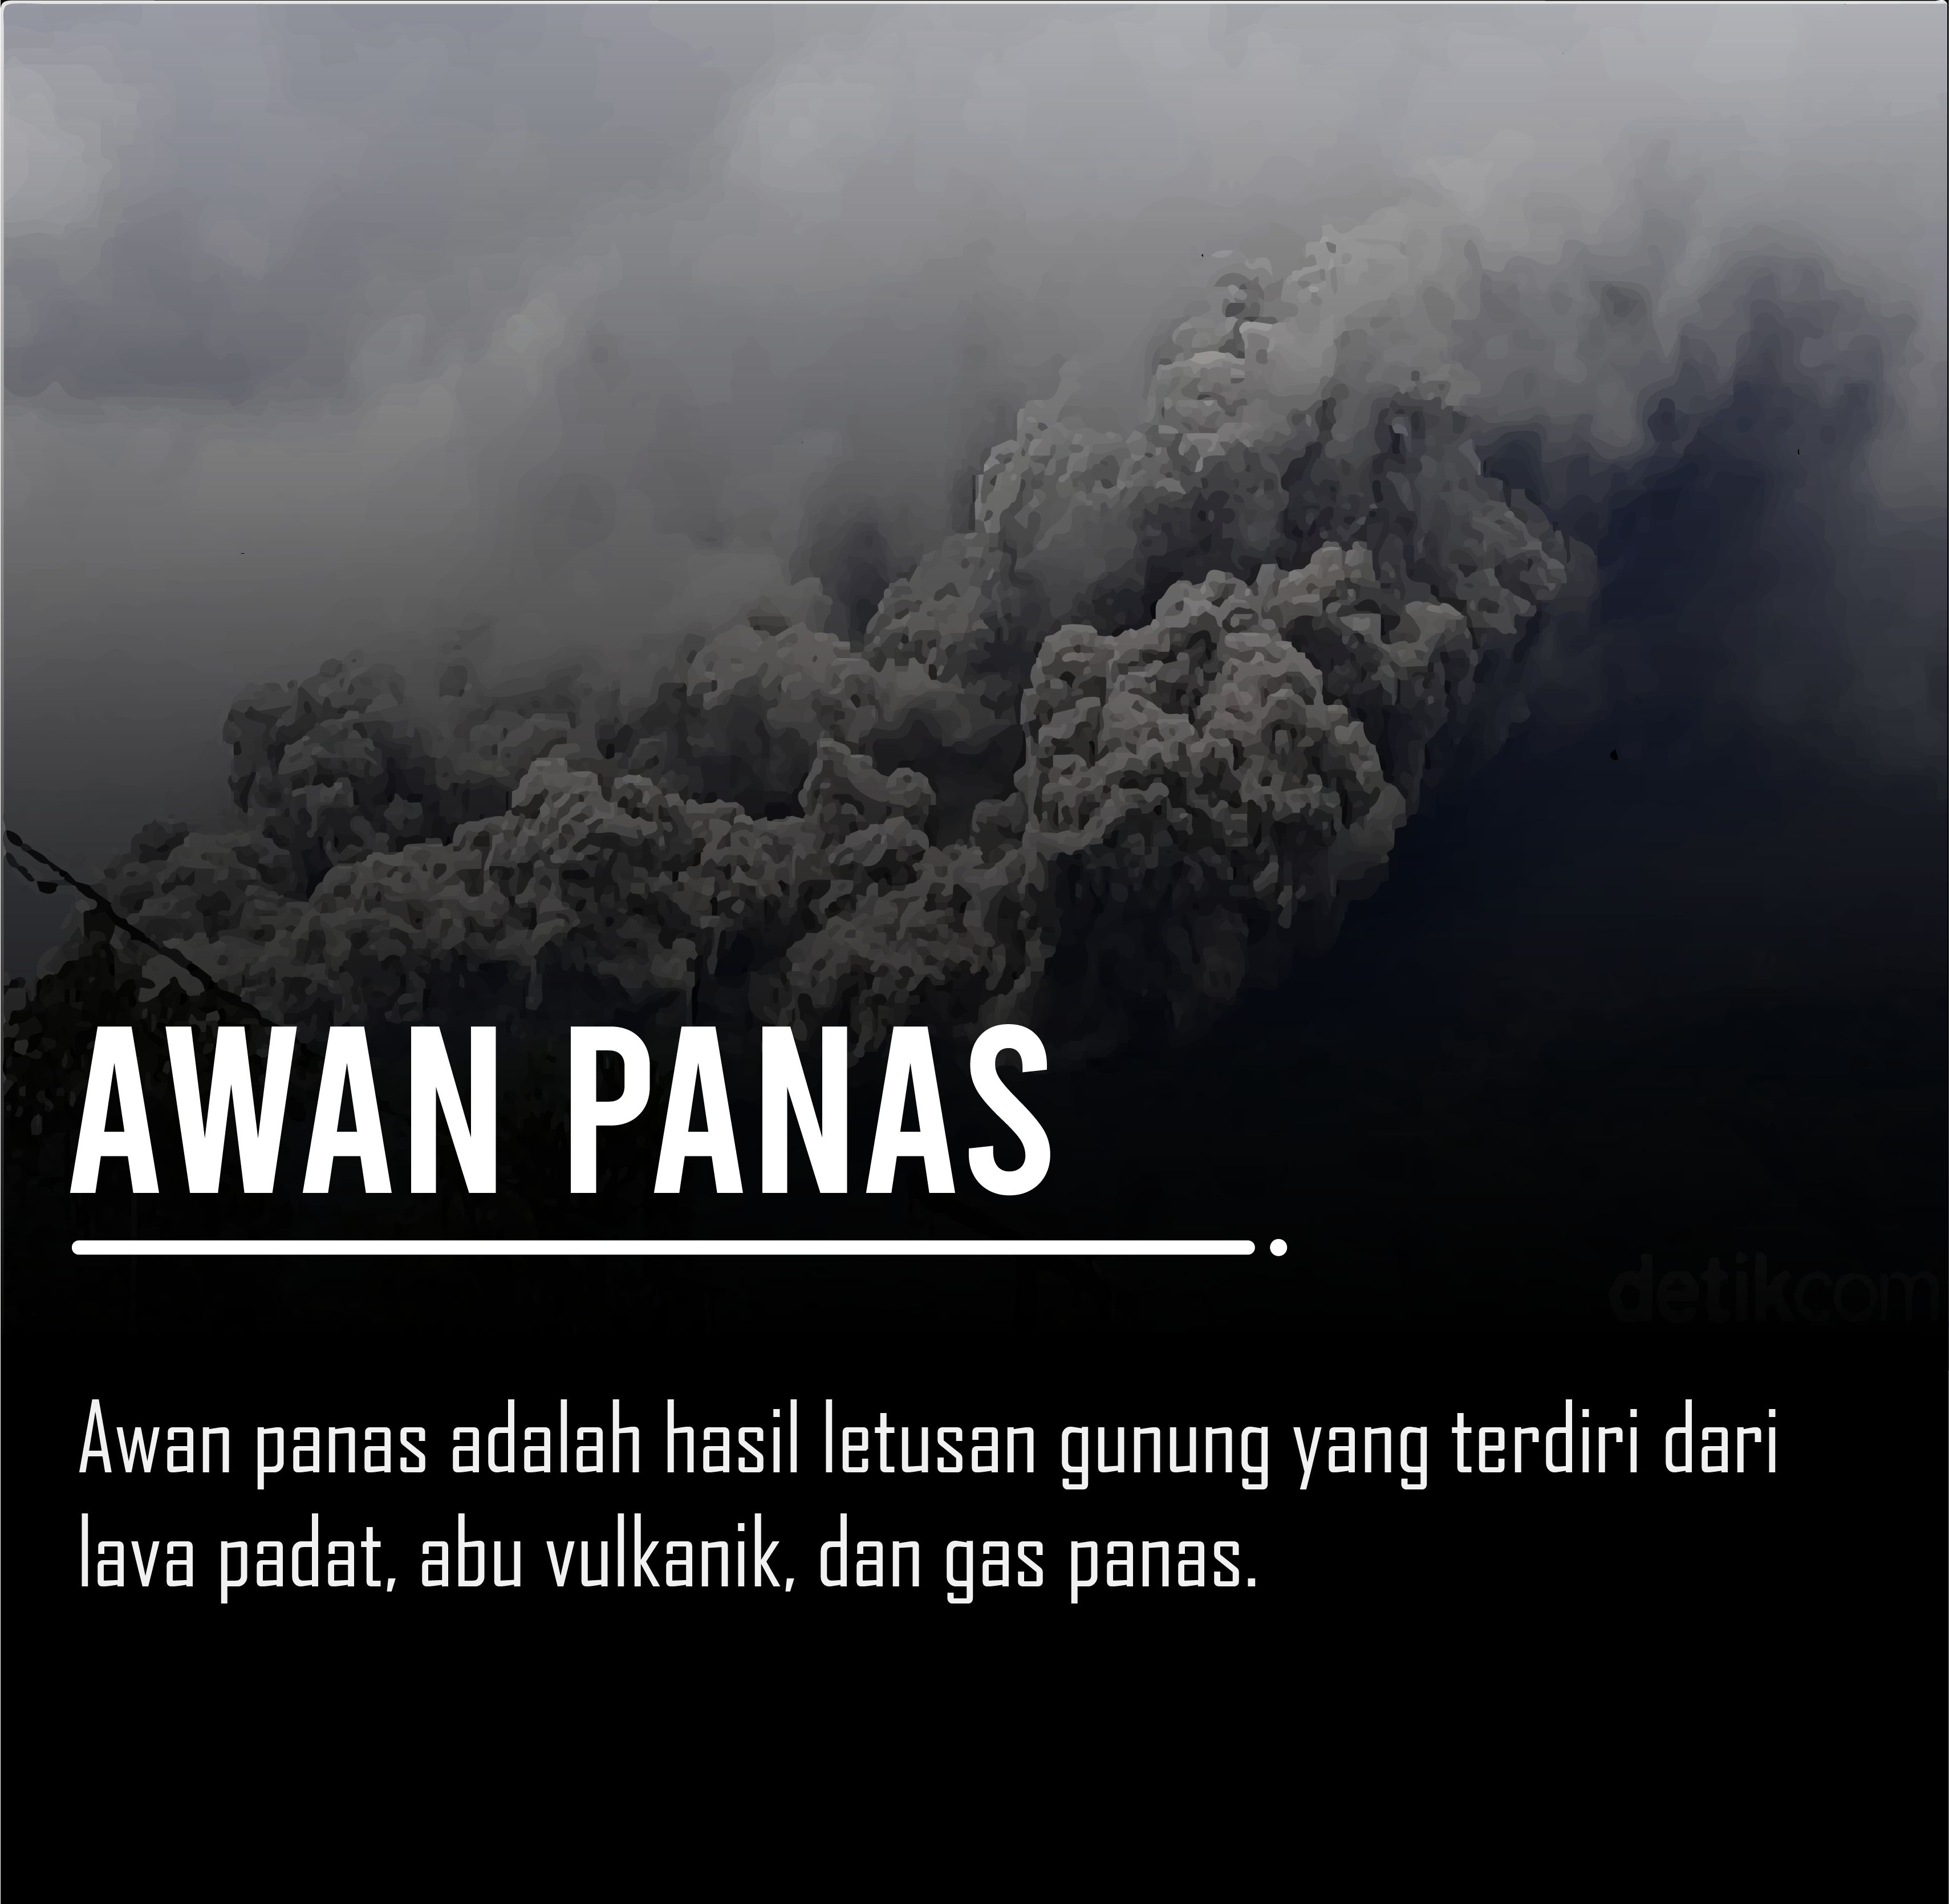 AWAN PANAS
detikcom
Awan panas adalah hasil letusan gunung yang terdiri dari
lava padat, abu vulkanik, dan gas panas.